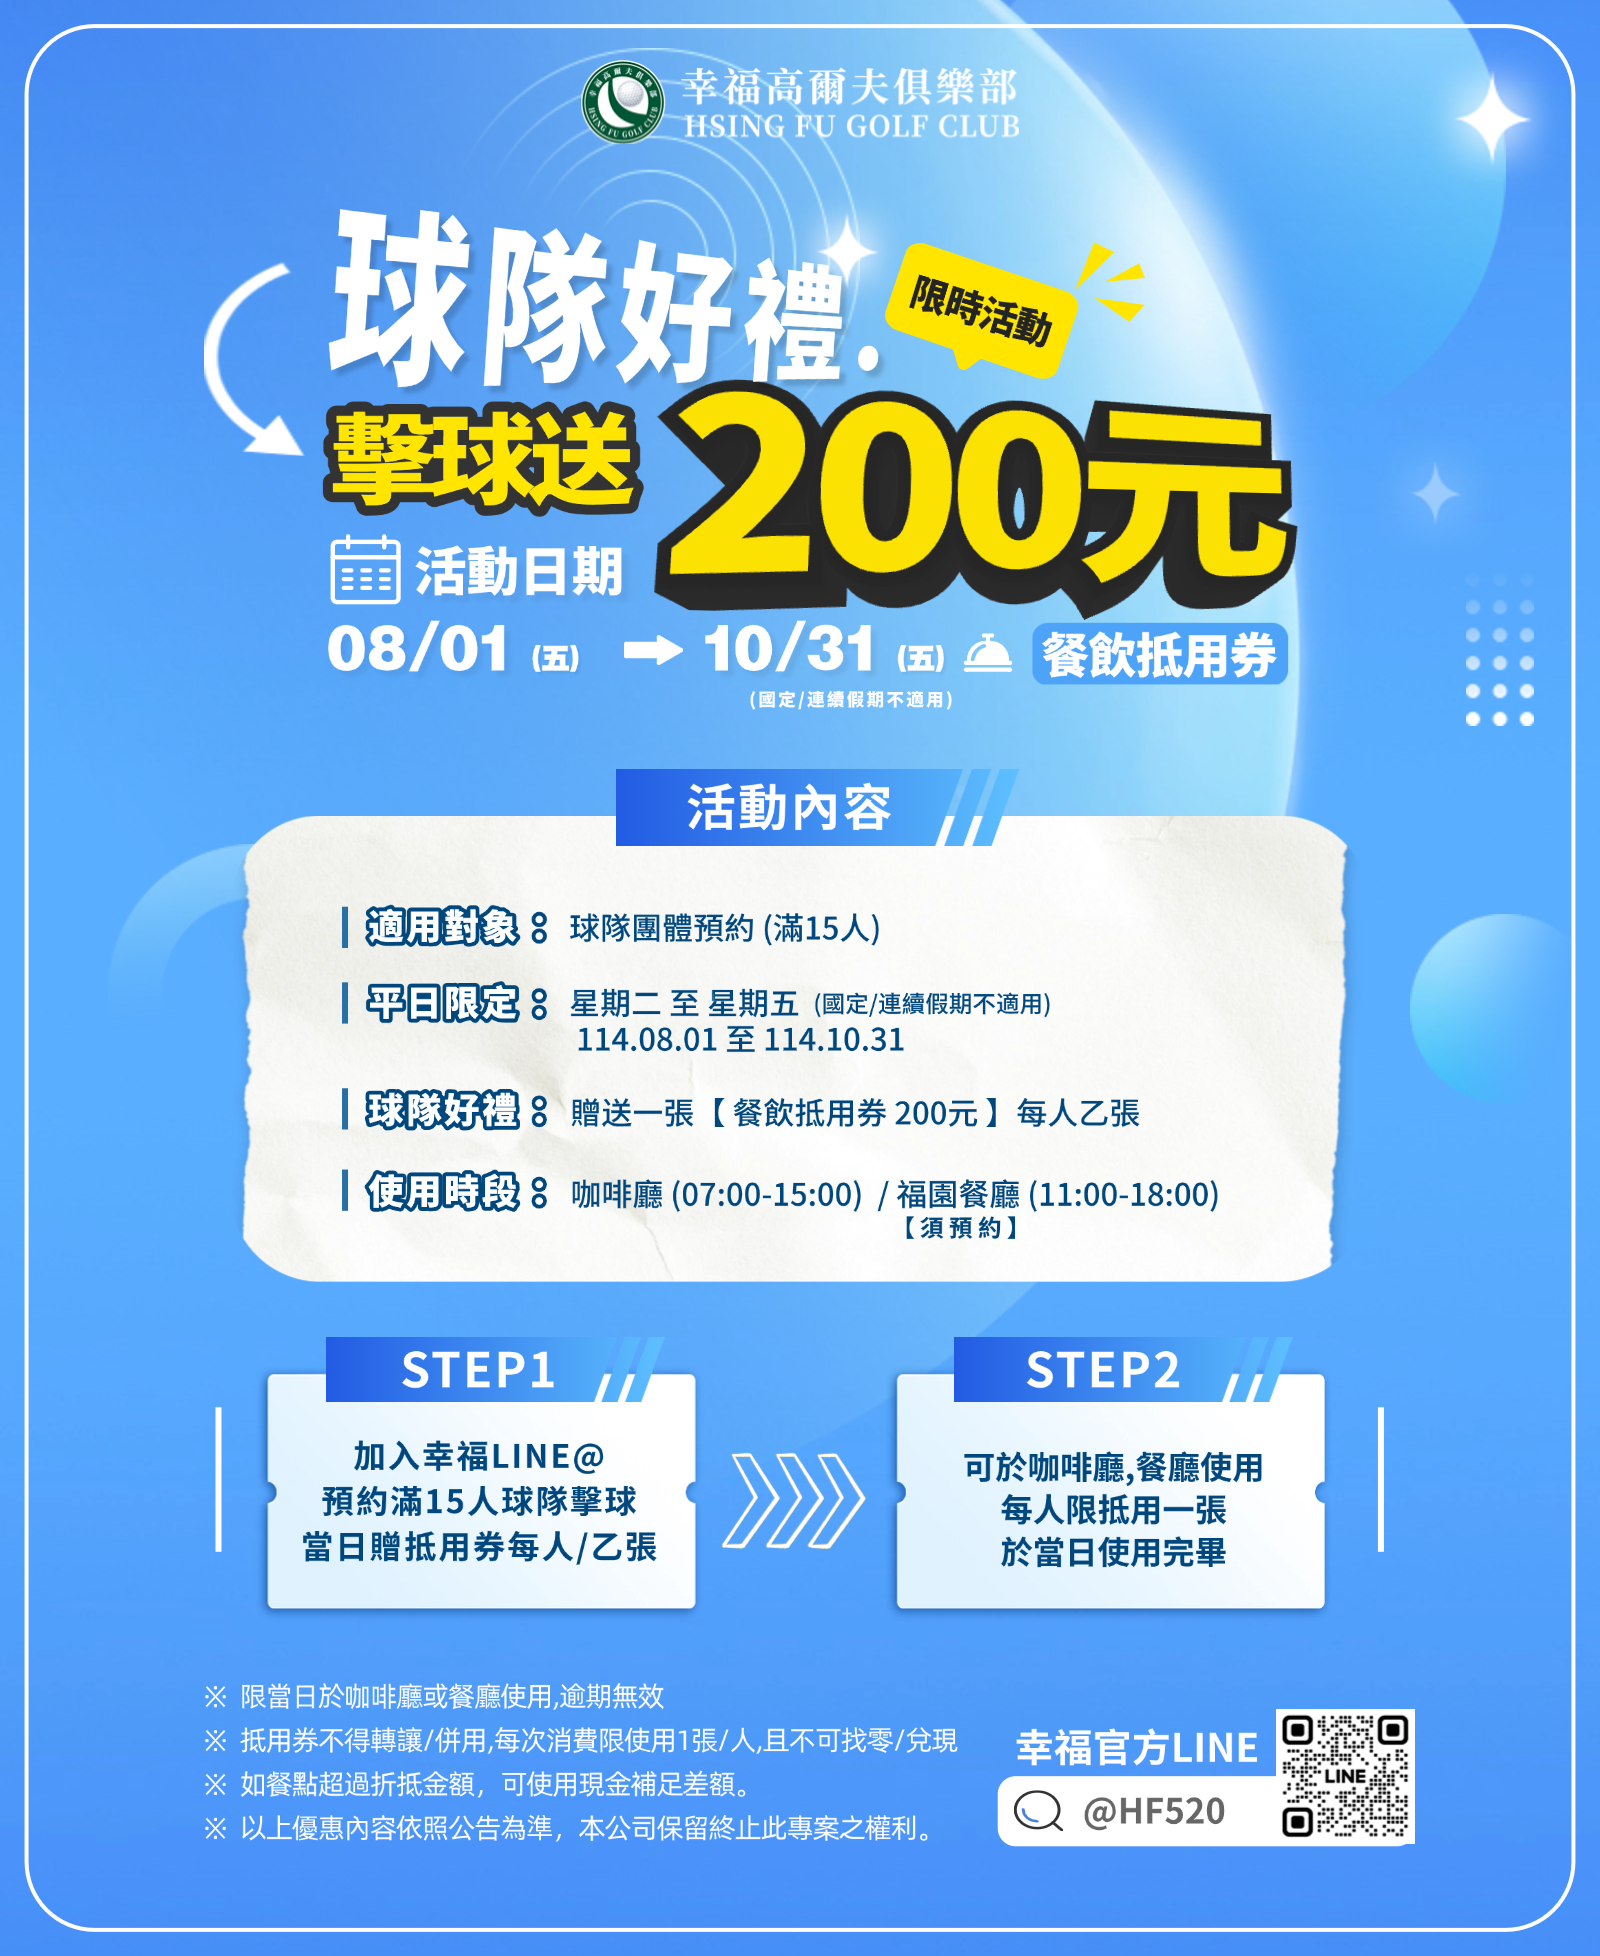 幸福高爾夫俱樂部
HSING FU GOLF CLUB
幸福高爾夫俱樂部
HSING FU GOLF CLUB
球隊好禮.
限時活動
擊球送
200元
活動日期
08/01 (五) 10/31 (五)
餐飲抵用券
(國定/連續假期不適用)
活動內容
適用對象：球隊團體預約 (滿15人)
平日限定：星期二 至 星期五 (國定/連續假期不適用)
114.08.01 至 114.10.31
球隊好禮：贈送一張【 餐飲抵用券 200元 】每人乙張
使用時段：咖啡廳 (07:00-15:00) / 福園餐廳 (11:00-18:00)
【須預約】
STEP1
加入幸福LINE@
預約滿15人球隊擊球
當日贈抵用券每人/乙張
STEP2
可於咖啡廳,餐廳使用
每人限抵用一張
於當日使用完畢
※ 限當日於咖啡廳或餐廳使用,逾期無效
※ 抵用券不得轉讓/併用,每次消費限使用1張/人,且不可找零/兌現
※ 如餐點超過折抵金額，可使用現金補足差額。
※ 以上優惠內容依照公告為準，本公司保留終止此專案之權利。
幸福官方LINE
@HF520
LINE